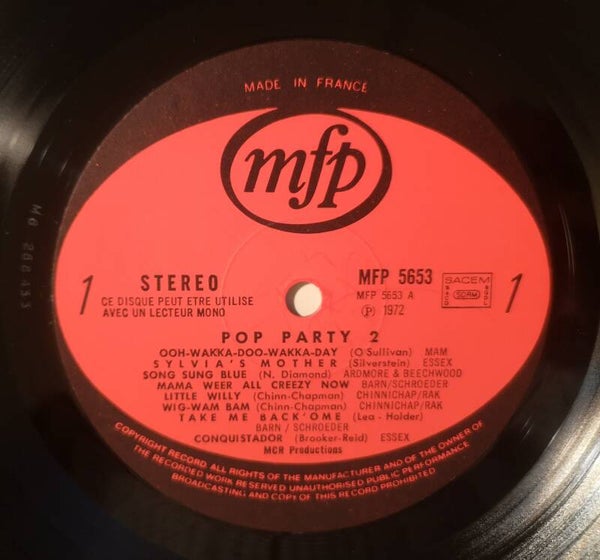 MADE IN FRANCE
mfp
1
STEREO
CE DISQUE PEUT ETRE UTILISE
AVEC UN LECTEUR MONO
MFP 5653
MFP 5653 A
Ⓟ 1972
SACEM
SDRM
1
POP PARTY 2
OOH-WAKKA-DOO-WAKKA-DAY (O'Sullivan) MAM
SYLVIA'S MOTHER (Silverstein) ESSEX
SONG SUNG BLUE (N. Diamond) ARDMORE & BEECHWOOD
MAMA WEER ALL CREEZY NOW BARN/SCHROEDER
LITTLE WILLY (Chinn-Chapman) CHINNICHAP/RAK
WIG-WAM BAM (Chinn-Chapman) CHINNICHAP/RAK
TAKE ME BACK'OME (Lea - Holder)
BARN / SCHROEDER
CONQUISTADOR (Brooker-Reid) ESSEX
MCR Productions
COPYRIGHT RECORD. ALL RIGHTS OF THE MANUFACTURER AND OF THE OWNER OF
THE RECORDED WORK RESERVED UNAUTHORISED PUBLIC PERFORMANCE
BROADCASTING AND COPY OF THIS RECORD PROHIBITED